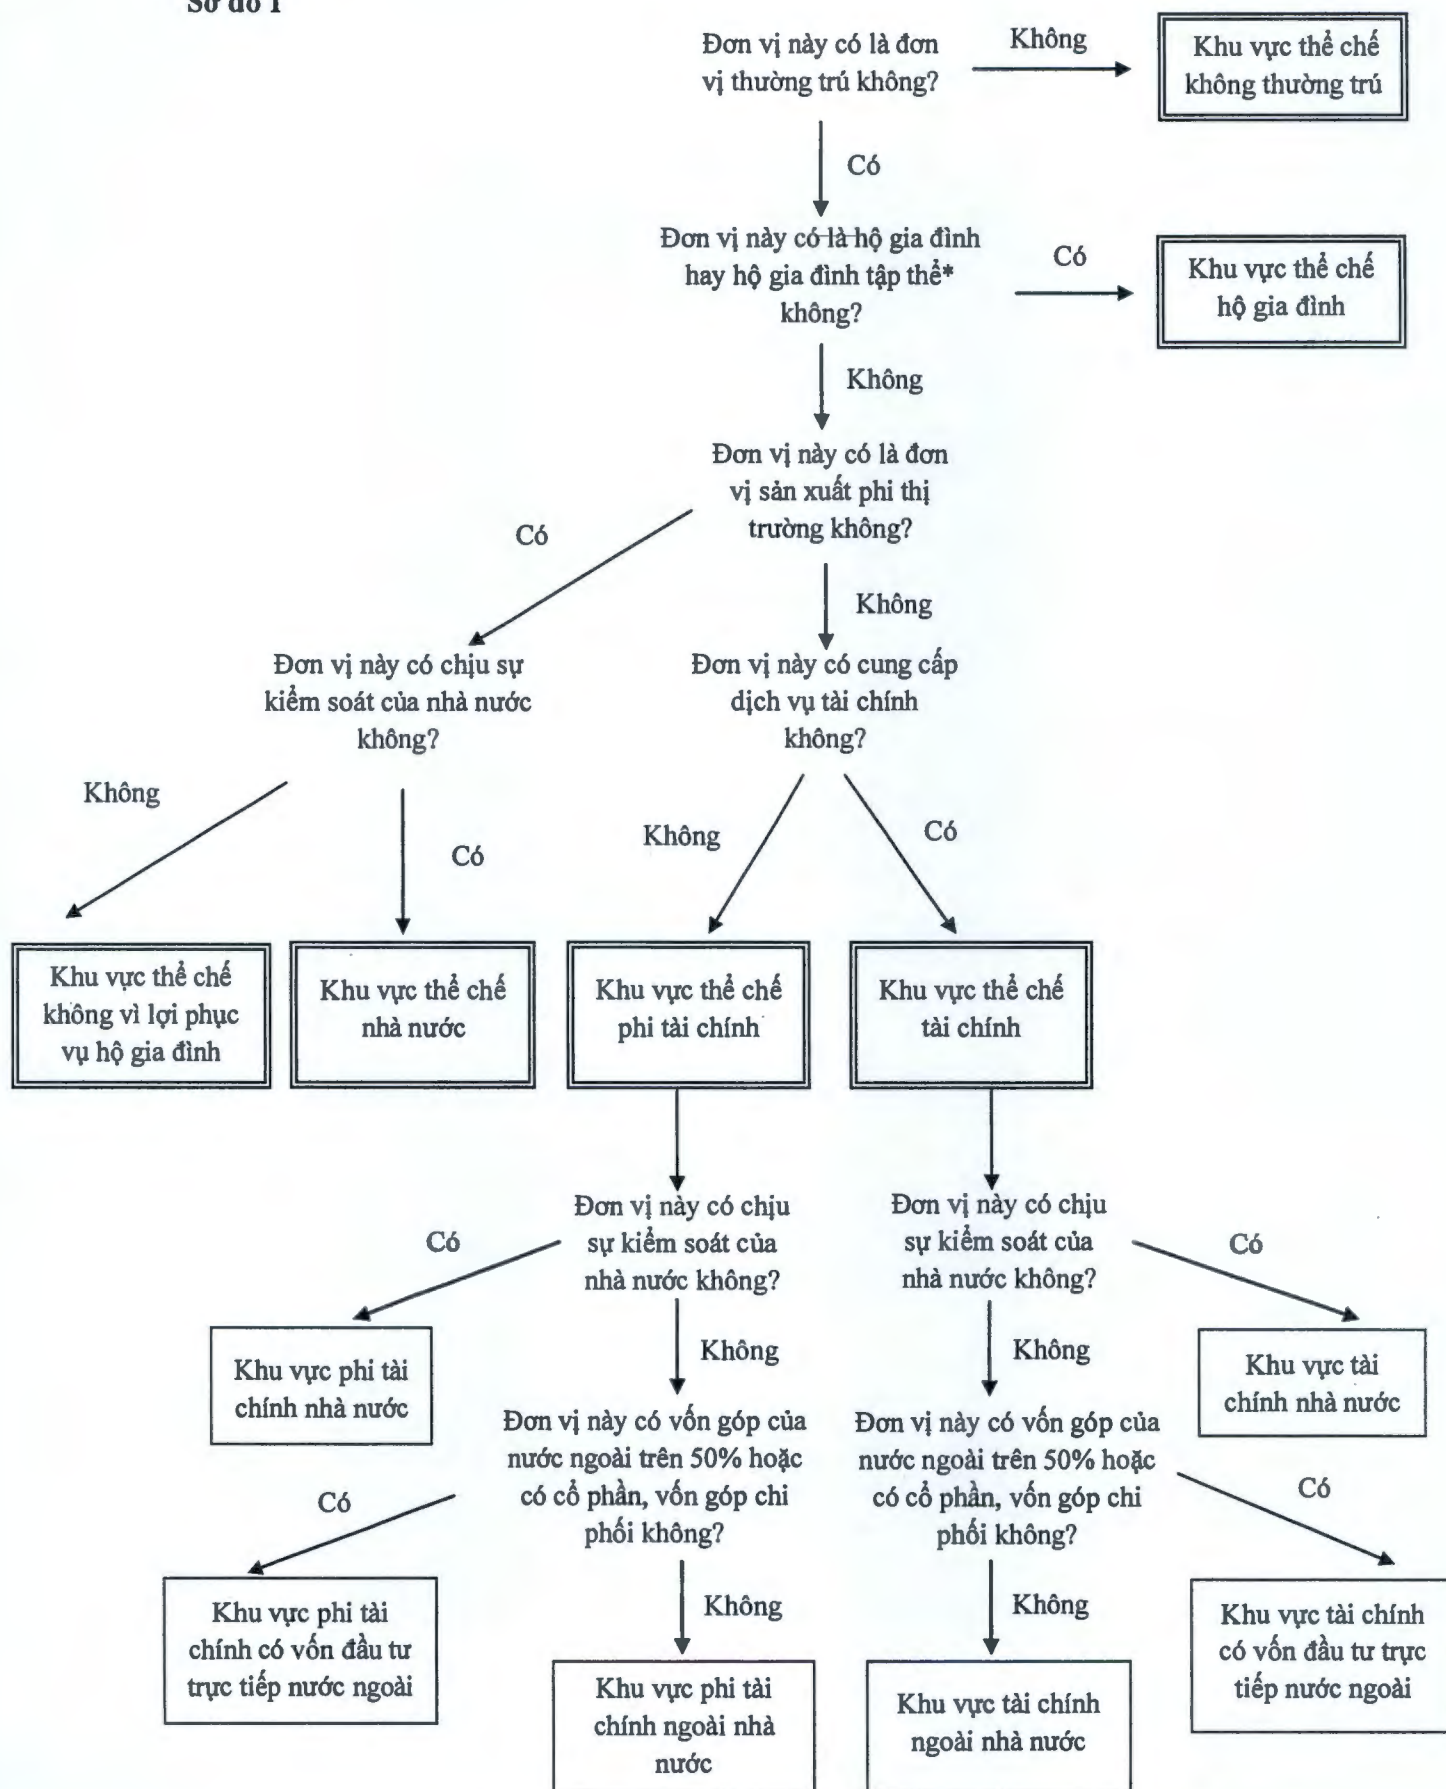 Sơ đồ 1
Đơn vị này có là đơn
vị thường trú không?
Không
Khu vực thể chế
không thường trú
Có
Đơn vị này có là hộ gia đình
hay hộ gia đình tập thể*
không?
Có
Khu vực thể chế
hộ gia đình
Không
Đơn vị này có là đơn
vị sản xuất phi thị
trường không?
Có
Không
Đơn vị này có chịu sự
kiểm soát của nhà nước
không?
Đơn vị này có cung cấp
dịch vụ tài chính
không?
Không
Có
Không
Có
Khu vực thể chế
không vì lợi phục
vụ hộ gia đình
Khu vực thể chế
nhà nước
Khu vực thể chế
phi tài chính
Khu vực thể chế
tài chính
Đơn vị này có chịu
sự kiểm soát của
nhà nước không?
Đơn vị này có chịu
sự kiểm soát của
nhà nước không?
Có
Có
Khu vực phi tài
chính nhà nước
Không
Không
Khu vực tài
chính nhà nước
Đơn vị này có vốn góp của
nước ngoài trên 50% hoặc
có cổ phần, vốn góp chi
phối không?
Đơn vị này có vốn góp của
nước ngoài trên 50% hoặc
có cổ phần, vốn góp chi
phối không?
Có
Có
Khu vực phi tài
chính có vốn đầu tư
trực tiếp nước ngoài
Không
Không
Khu vực tài chính
có vốn đầu tư trực
tiếp nước ngoài
Khu vực phi tài
chính ngoài nhà
nước
Khu vực tài chính
ngoài nhà nước